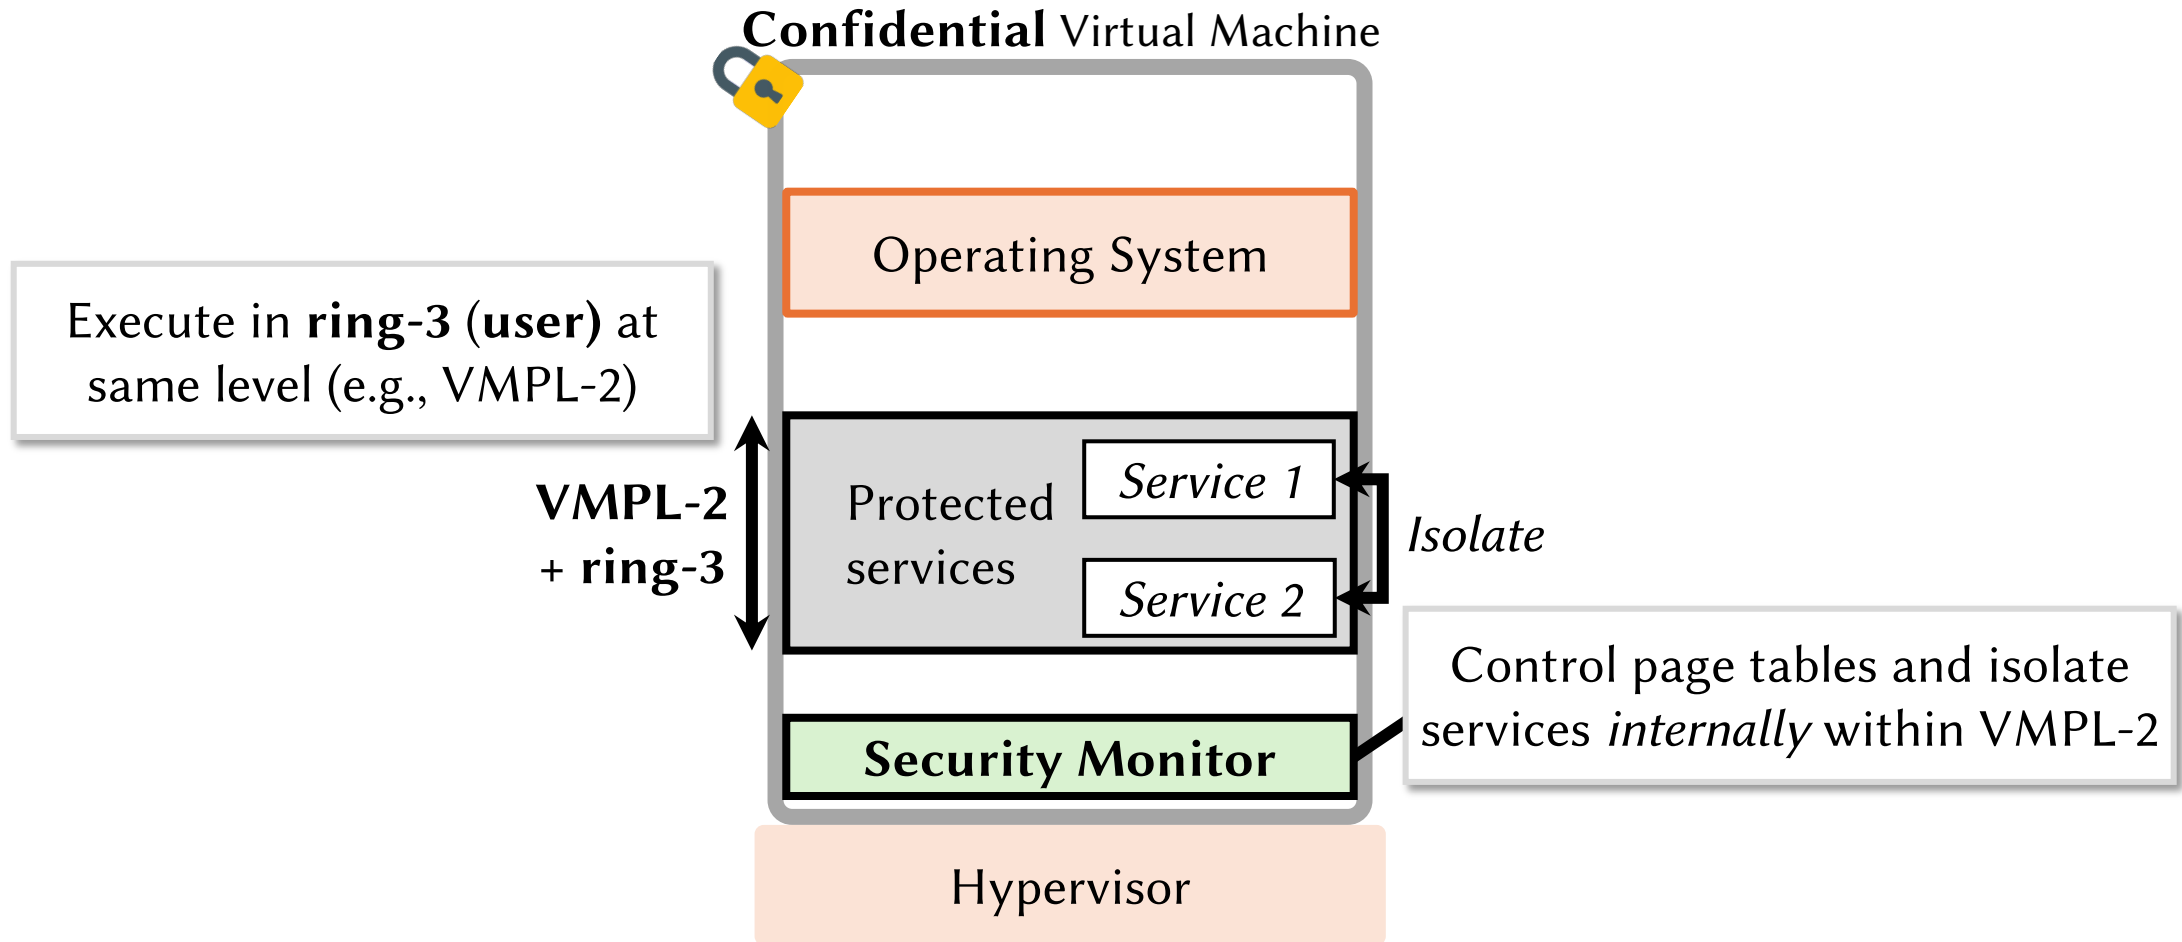 Confidential Virtual Machine
Operating System
Execute in ring-3 (user) at
same level (e.g., VMPL-2)
VMPL-2
+ ring-3
Protected
services
Service 1
Service 2
Isolate
Control page tables and isolate
services internally within VMPL-2
Security Monitor
Hypervisor